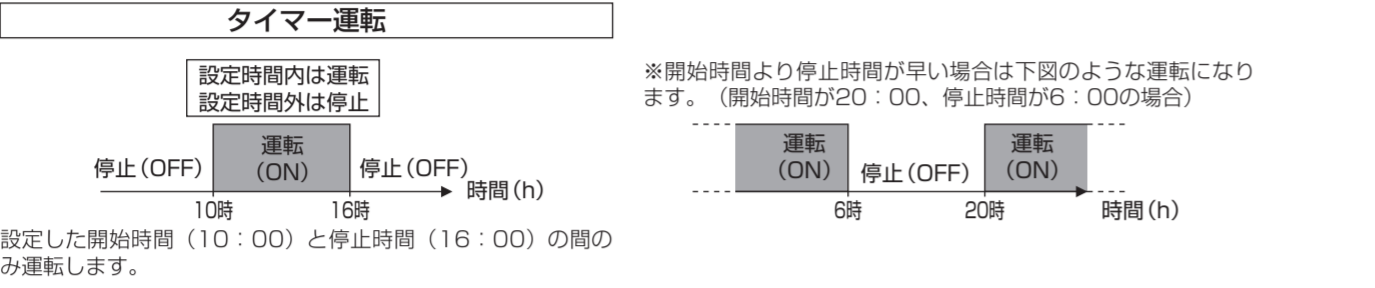 タイマー運転
設定時間内は運転
設定時間外は停止
停止(OFF)
運転
(ON)
停止(OFF)
時間(h)
10時
16時
設定した開始時間（10：00）と停止時間（16：00）の間の
み運転します。
※開始時間より停止時間が早い場合は下図のような運転になり
ます。（開始時間が20：00、停止時間が6：00の場合）
運転
(ON)
停止(OFF)
運転
(ON)
6時
20時
時間(h)